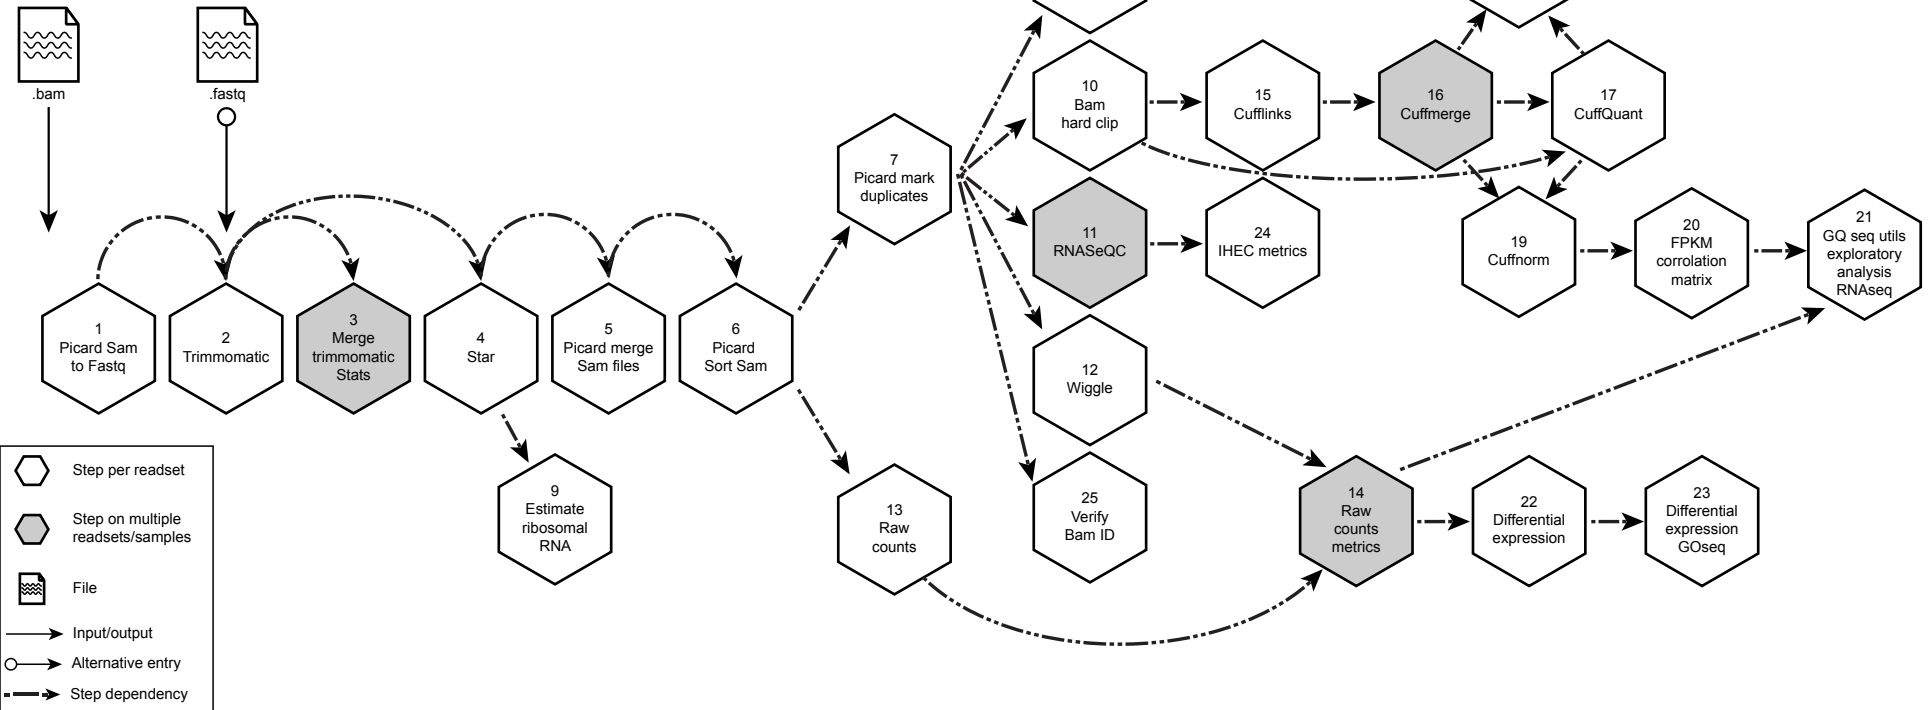 .bam
.fastq
1
Picard Sam
to Fastq
2
Trimmomatic
3
Merge
trimmomatic
Stats
4
Star
5
Picard merge
Sam files
6
Picard
Sort Sam
7
Picard mark
duplicates
9
Estimate
ribosomal
RNA
10
Bam
hard clip
11
RNASeQC
12
Wiggle
25
Verify
Bam ID
13
Raw
counts
15
Cufflinks
24
IHEC metrics
16
Cuffmerge
17
CuffQuant
19
Cuffnorm
20
FPKM
corrolation
matrix
21
GQ seq utils
exploratory
analysis
RNAseq
14
Raw
counts
metrics
22
Differential
expression
23
Differential
expression
GOseq
Step per readset
Step on multiple
readsets/samples
File
Input/output
Alternative entry
Step dependency